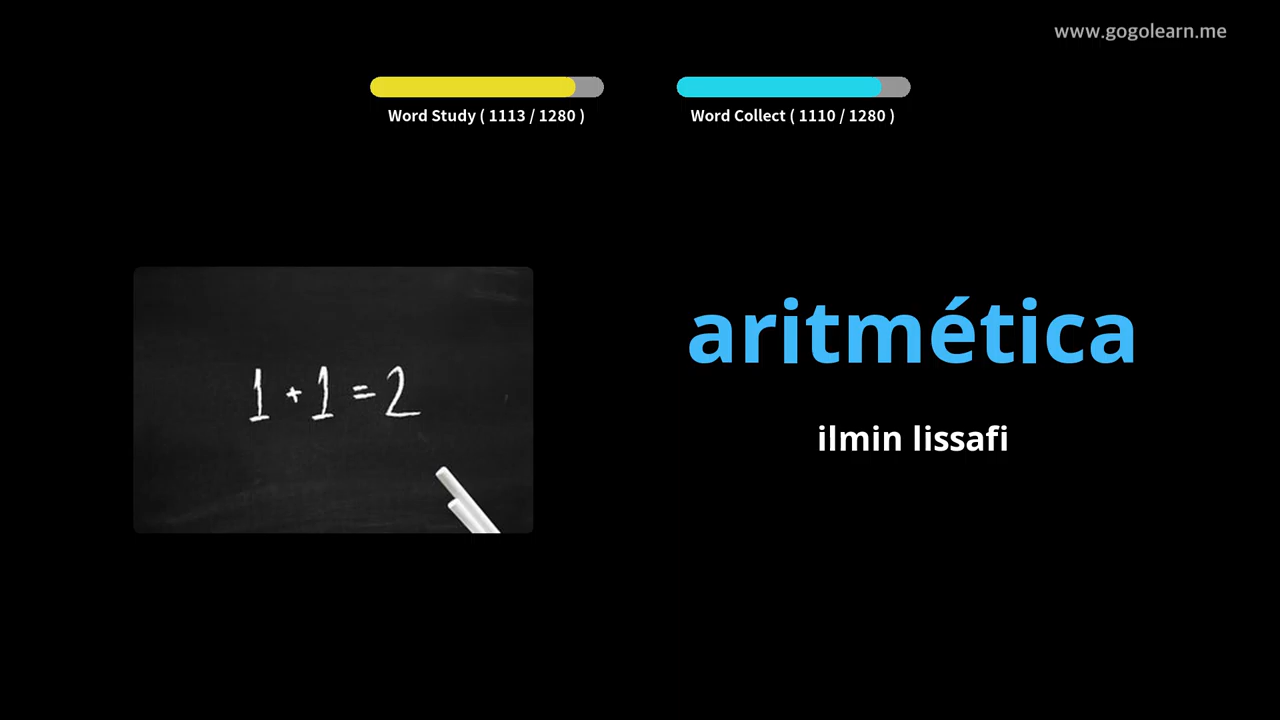 www.gogolearn.me
Word Study ( 1113 / 1280 )
Word Collect ( 1110 / 1280 )
1 + 1 = 2
aritmética
ilmin lissafi